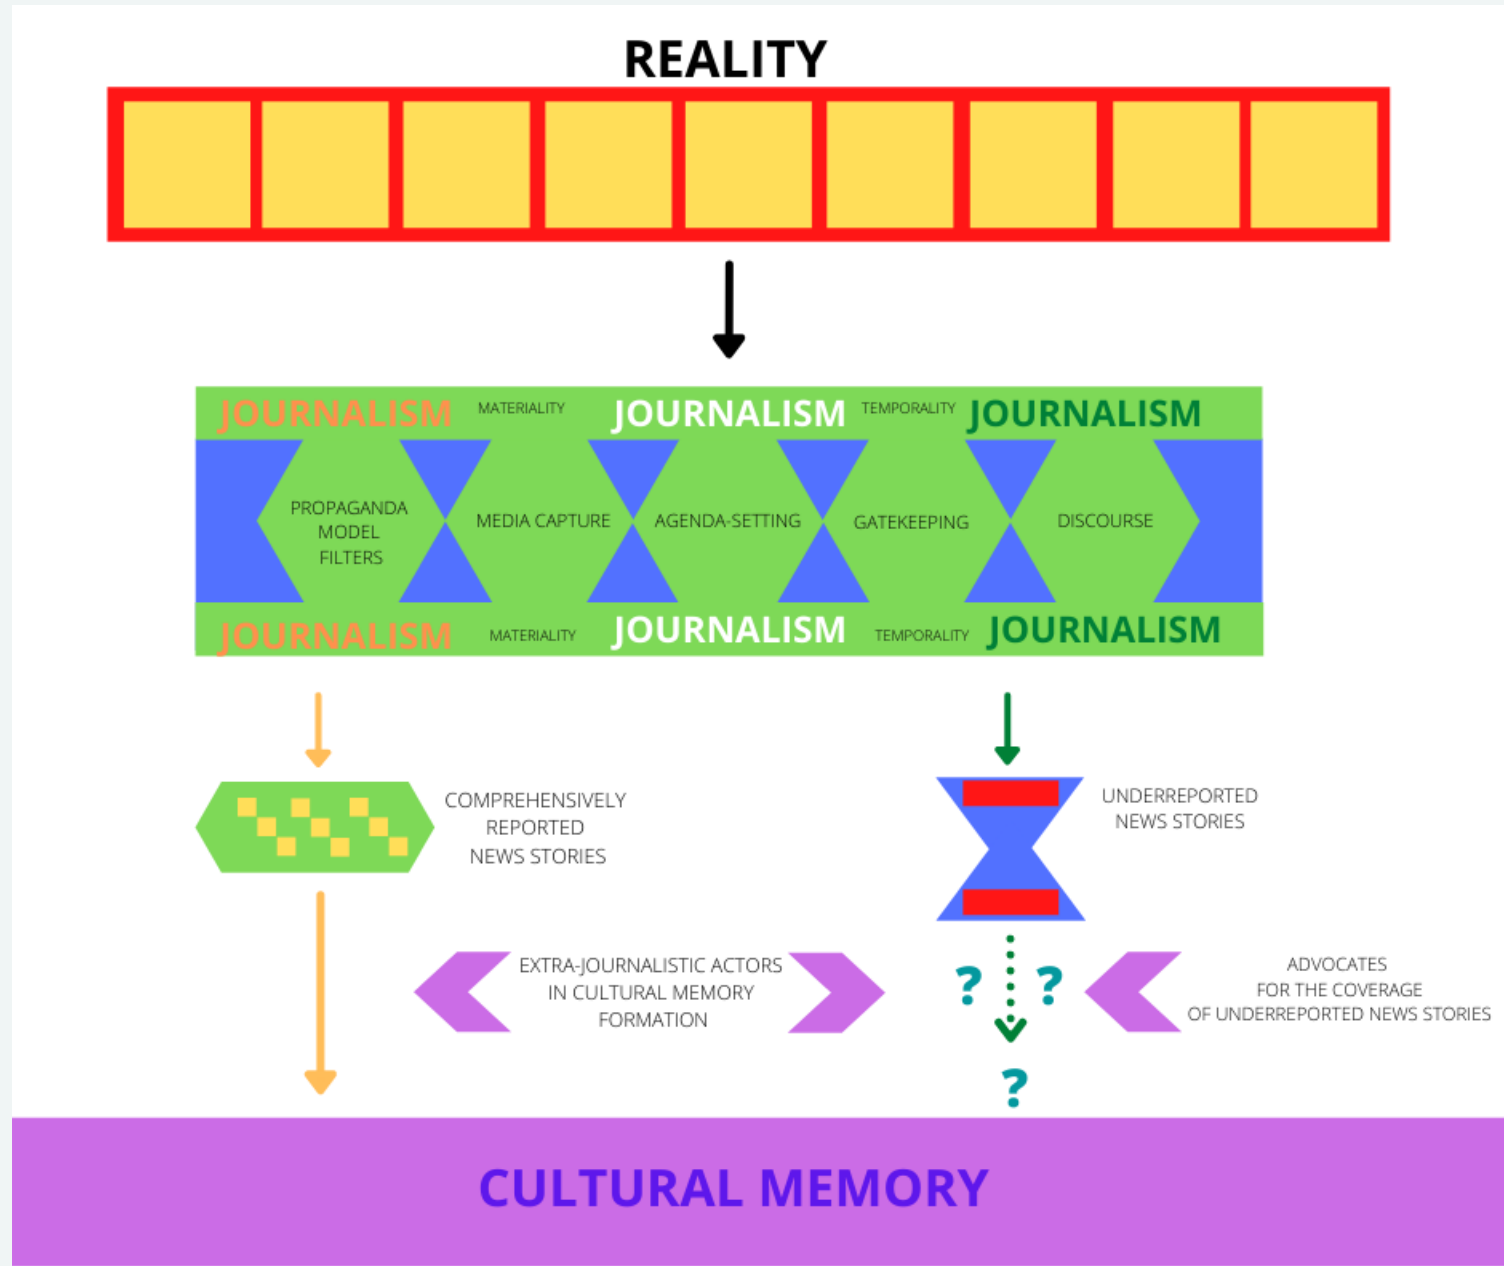 REALITY
JOURNALISM MATERIALITY JOURNALISM TEMPORALITY JOURNALISM
PROPAGANDA
MODEL
FILTERS
MEDIA CAPTURE
AGENDA-SETTING
GATEKEEPING
DISCOURSE
JOURNALISM MATERIALITY JOURNALISM TEMPORALITY JOURNALISM
COMPREHENSIVELY
REPORTED
NEWS STORIES
UNDERREPORTED
NEWS STORIES
EXTRA-JOURNALISTIC ACTORS
IN CULTURAL MEMORY
FORMATION
? ?
?
ADVOCATES
FOR THE COVERAGE
OF UNDERREPORTED NEWS STORIES
CULTURAL MEMORY